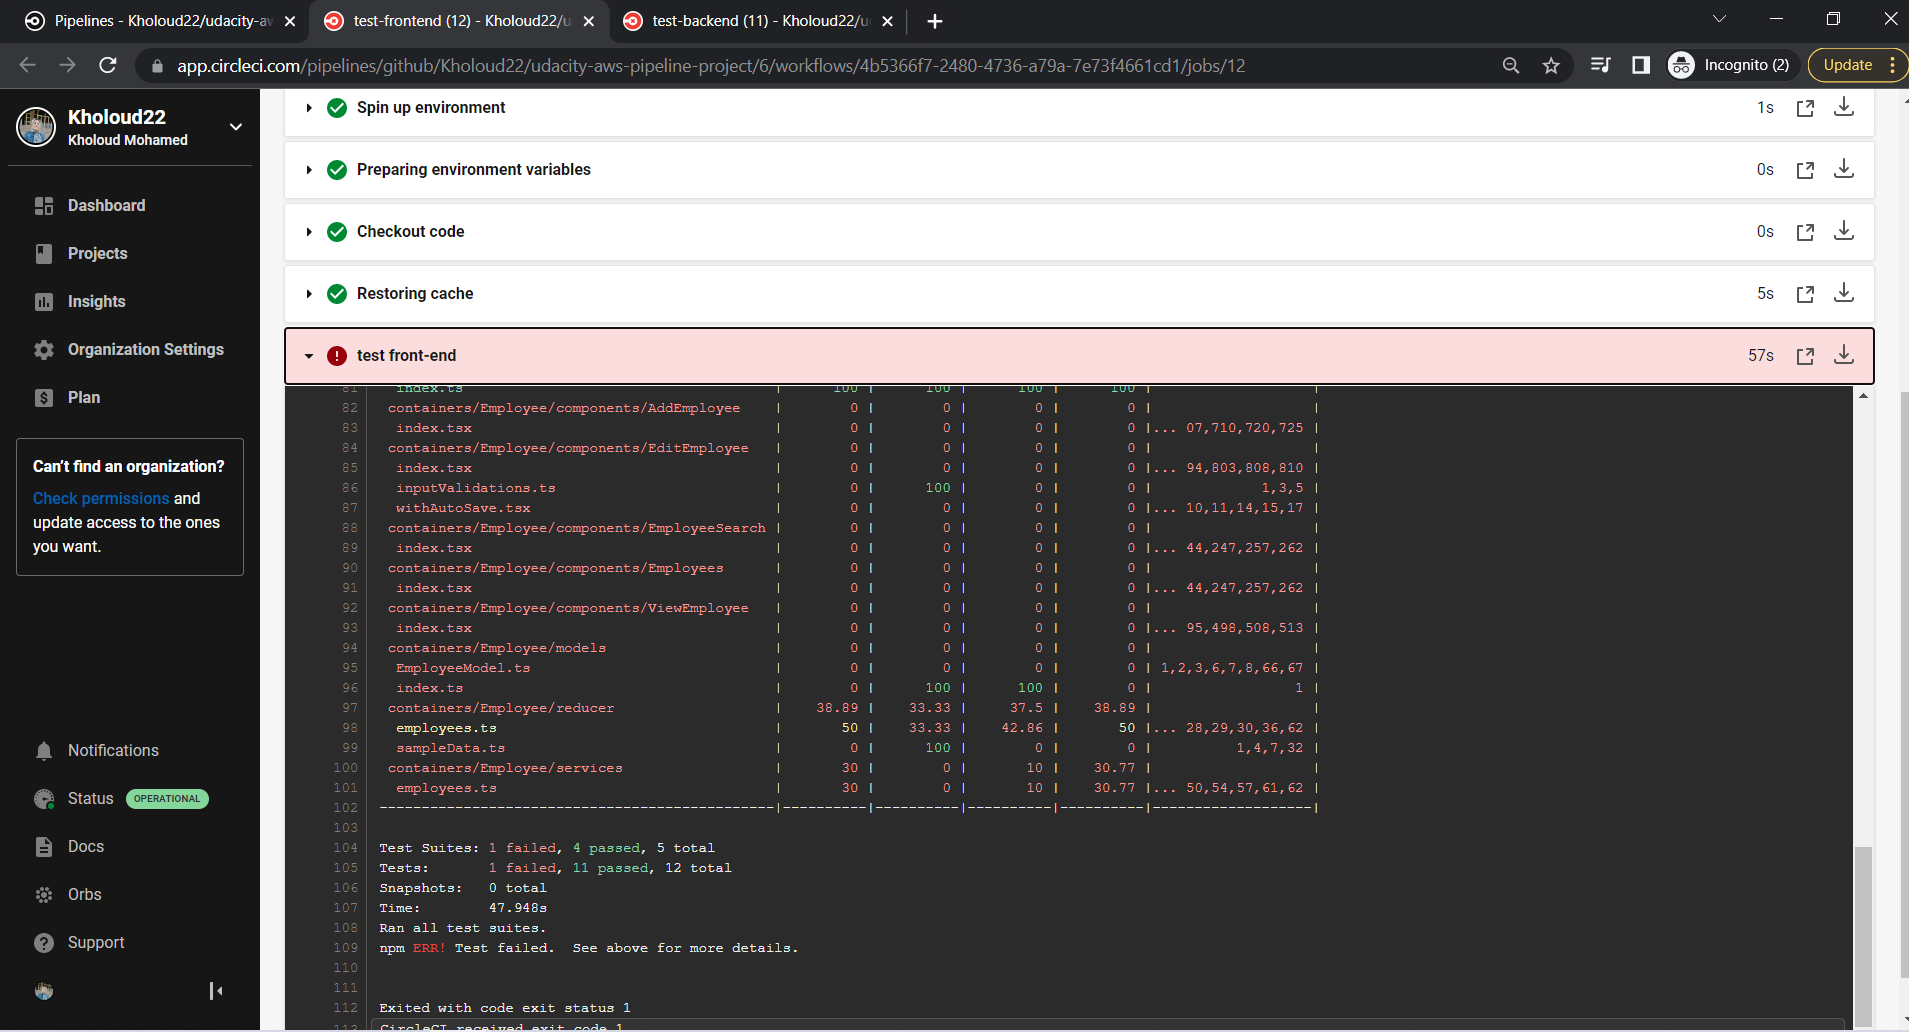 Pipelines - Kholoud22/udacity-aw
test-frontend (12) - Kholoud22/u
test-backend (11) - Kholoud22/u
app.circleci.com/pipelines/github/Kholoud22/udacity-aws-pipeline-project/6/workflows/4b5366f7-2480-4736-a79a-7e73f4661cd1/jobs/12
Incognito (2)
Update
Kholoud22
Kholoud Mohamed
Dashboard
Projects
Insights
Organization Settings
Plan
Can't find an organization?
Check permissions and
update access to the ones
you want.
Notifications
Status OPERATIONAL
Docs
Orbs
Support
Spin up environment 1s
Preparing environment variables 0s
Checkout code 0s
Restoring cache 5s
test front-end 57s
81 index.ts | 100 | 100 | 100 | 100 | |
82 containers/Employee/components/AddEmployee | 0 | 0 | 0 | 0 | |
83 index.tsx | 0 | 0 | 0 | 0 |... 07,710,720,725 |
84 containers/Employee/components/EditEmployee | 0 | 0 | 0 | 0 | |
85 index.tsx | 0 | 0 | 0 | 0 |... 94,803,808,810 |
86 inputValidations.ts | 0 | 100 | 0 | 0 | 1,3,5 |
87 withAutoSave.tsx | 0 | 0 | 0 | 0 |... 10,11,14,15,17 |
88 containers/Employee/components/EmployeeSearch | 0 | 0 | 0 | 0 | |
89 index.tsx | 0 | 0 | 0 | 0 |... 44,247,257,262 |
90 containers/Employee/components/Employees | 0 | 0 | 0 | 0 | |
91 index.tsx | 0 | 0 | 0 | 0 |... 44,247,257,262 |
92 containers/Employee/components/ViewEmployee | 0 | 0 | 0 | 0 | |
93 index.tsx | 0 | 0 | 0 | 0 |... 95,498,508,513 |
94 containers/Employee/models | 0 | 0 | 0 | 0 | |
95 EmployeeModel.ts | 0 | 0 | 0 | 0 | 1,2,3,6,7,8,66,67 |
96 index.ts | 0 | 100 | 100 | 0 | 1 |
97 containers/Employee/reducer | 38.89 | 33.33 | 37.5 | 38.89 | |
98 employees.ts | 50 | 33.33 | 42.86 | 50 |... 28,29,30,36,62 |
99 sampleData.ts | 0 | 100 | 0 | 0 | 1,4,7,32 |
100 containers/Employee/services | 30 | 0 | 10 | 30.77 | |
101 employees.ts | 30 | 0 | 10 | 30.77 |... 50,54,57,61,62 |
102 -----------------------------------------------|----------|----------|----------|----------|-------------------|
103
104 Test Suites: 1 failed, 4 passed, 5 total
105 Tests: 1 failed, 11 passed, 12 total
106 Snapshots: 0 total
107 Time: 47.948s
108 Ran all test suites.
109 npm ERR! Test failed. See above for more details.
110
111
112 Exited with code exit status 1
113 CircleCI received exit code 1